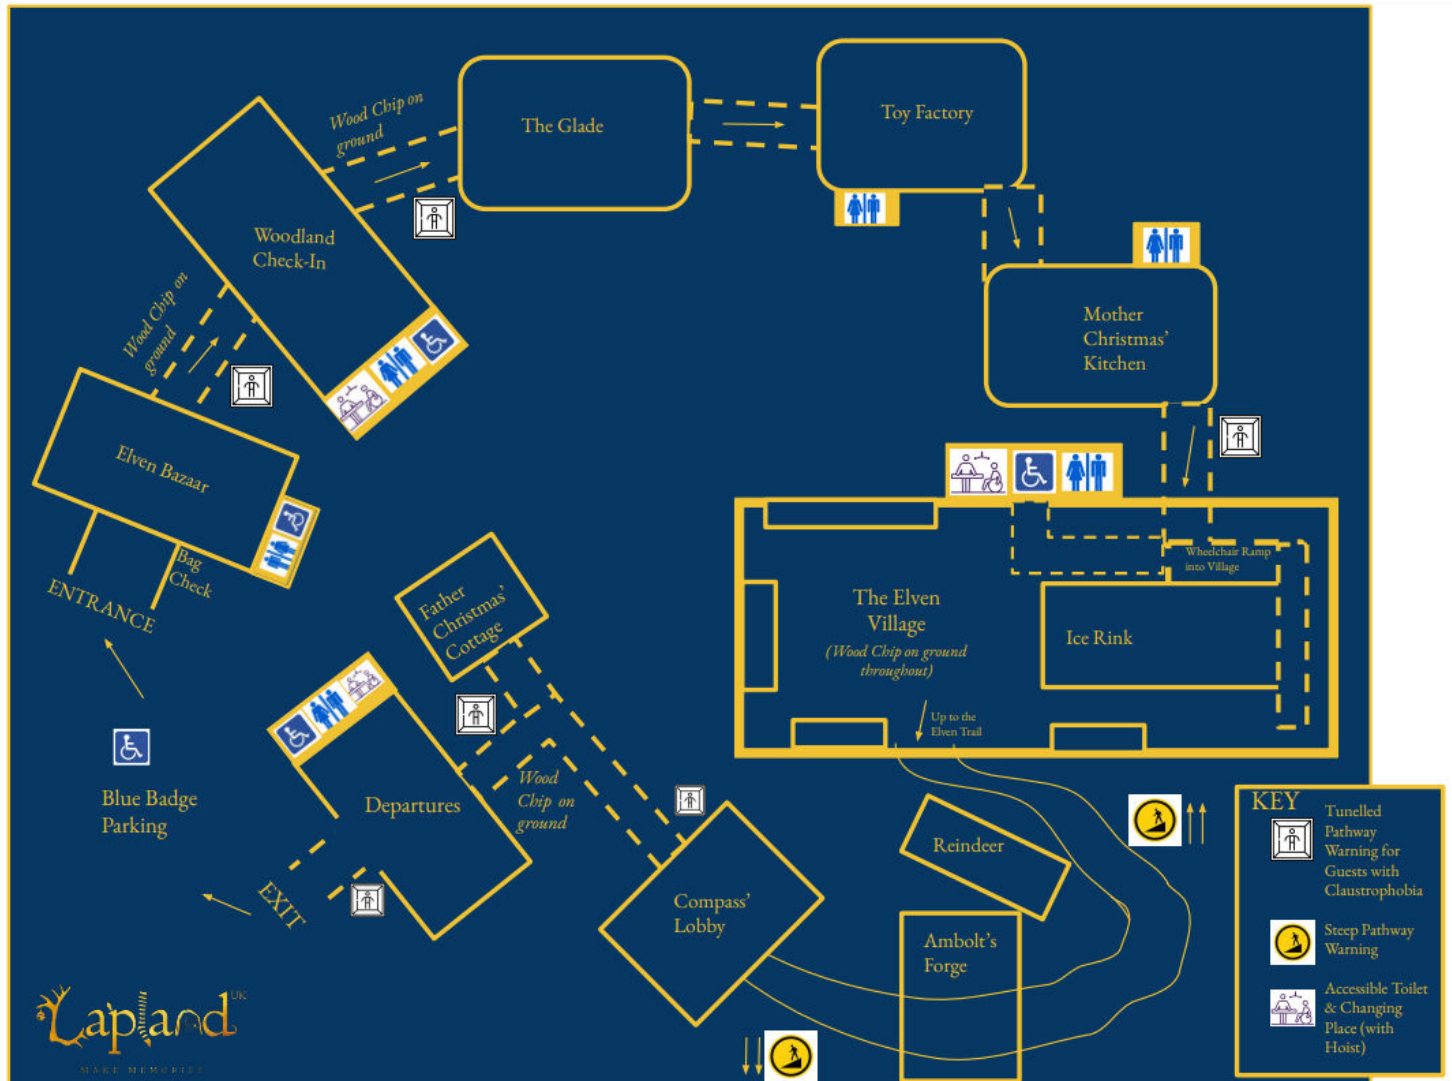 Wood Chip on
ground
The Glade
Toy Factory
Woodland
Check-In
Wood Chip on
ground
Mother
Christmas'
Kitchen
Elven Bazaar
Bag
Check
ENTRANCE
Father
Christmas'
Cottage
Wheelchair Ramp
into Village
The Elven
Village
(Wood Chip on ground
throughout)
Ice Rink
Up to the
Elven Trail
Blue Badge
Parking
Departures
Wood
Chip on
ground
EXIT
Compass'
Lobby
Reindeer
Ambolt's
Forge
KEY
Tunelled
Pathway
Warning for
Guests with
Claustrophobia
Steep Pathway
Warning
Accessible Toilet
& Changing
Place (with
Hoist)
Lapland UK
MAKE MEMORIES